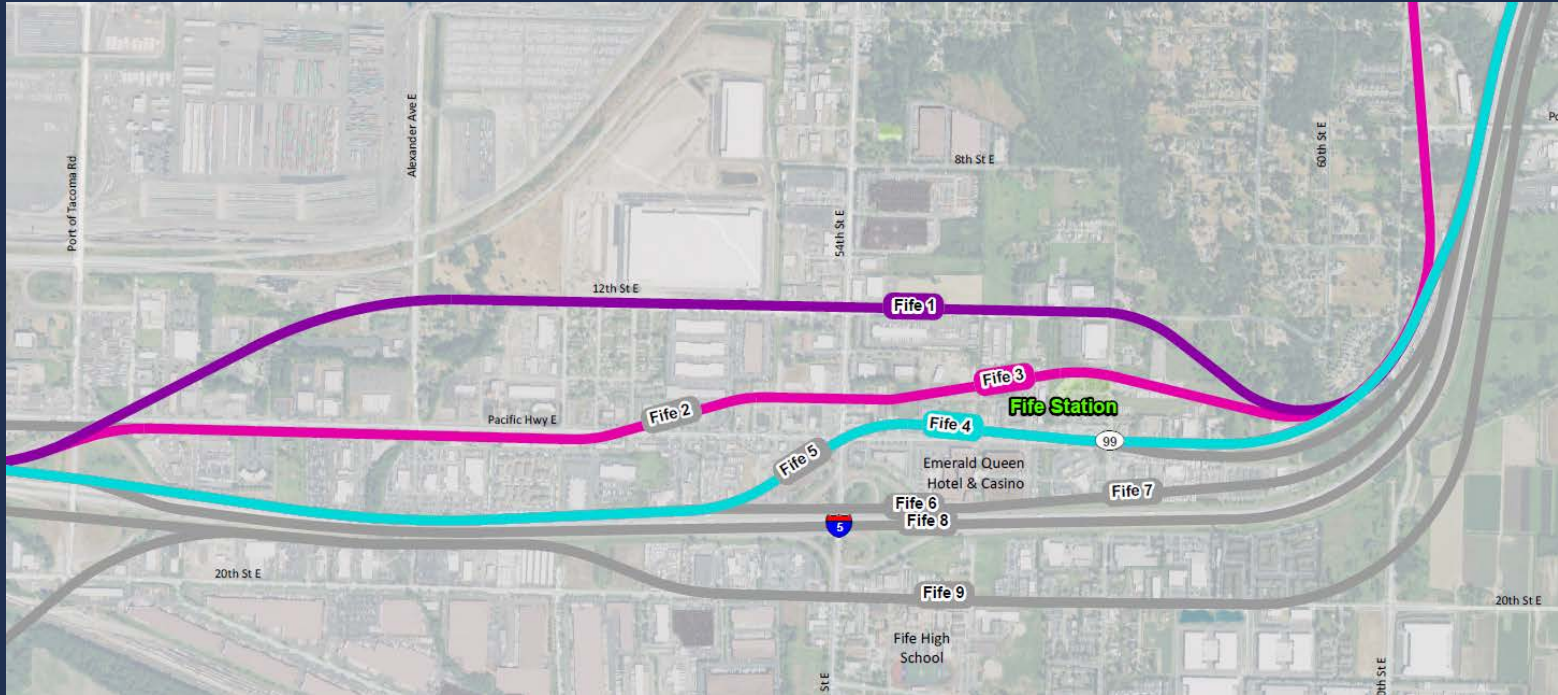 Port of Tacoma Rd
Alexander Ave E
8th St E
54th St E
60th St E
12th St E
Fife 1
Fife 3
Fife 2
Fife Station
Pacific Hwy E
Fife 4
99
Fife 5
Emerald Queen
Hotel & Casino
Fife 7
Fife 6
Fife 8
5
20th St E
Fife 9
20th St E
Fife High
School
St E